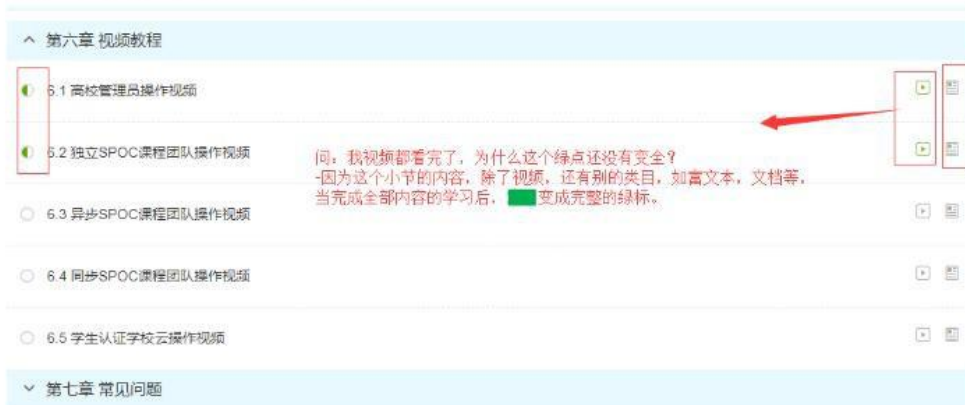 第六章 视频教程
6.1 高校管理员操作视频
6.2 独立SPOC课程团队操作视频
问：我视频都看完了，为什么这个绿点还没有变全？
-因为这个小节的内容，除了视频，还有别的类目，如富文本，文档等，
当完成全部内容的学习后，变成完整的绿标。
6.3 异步SPOC课程团队操作视频
6.4 同步SPOC课程团队操作视频
6.5 学生认证学校云操作视频
第七章 常见问题